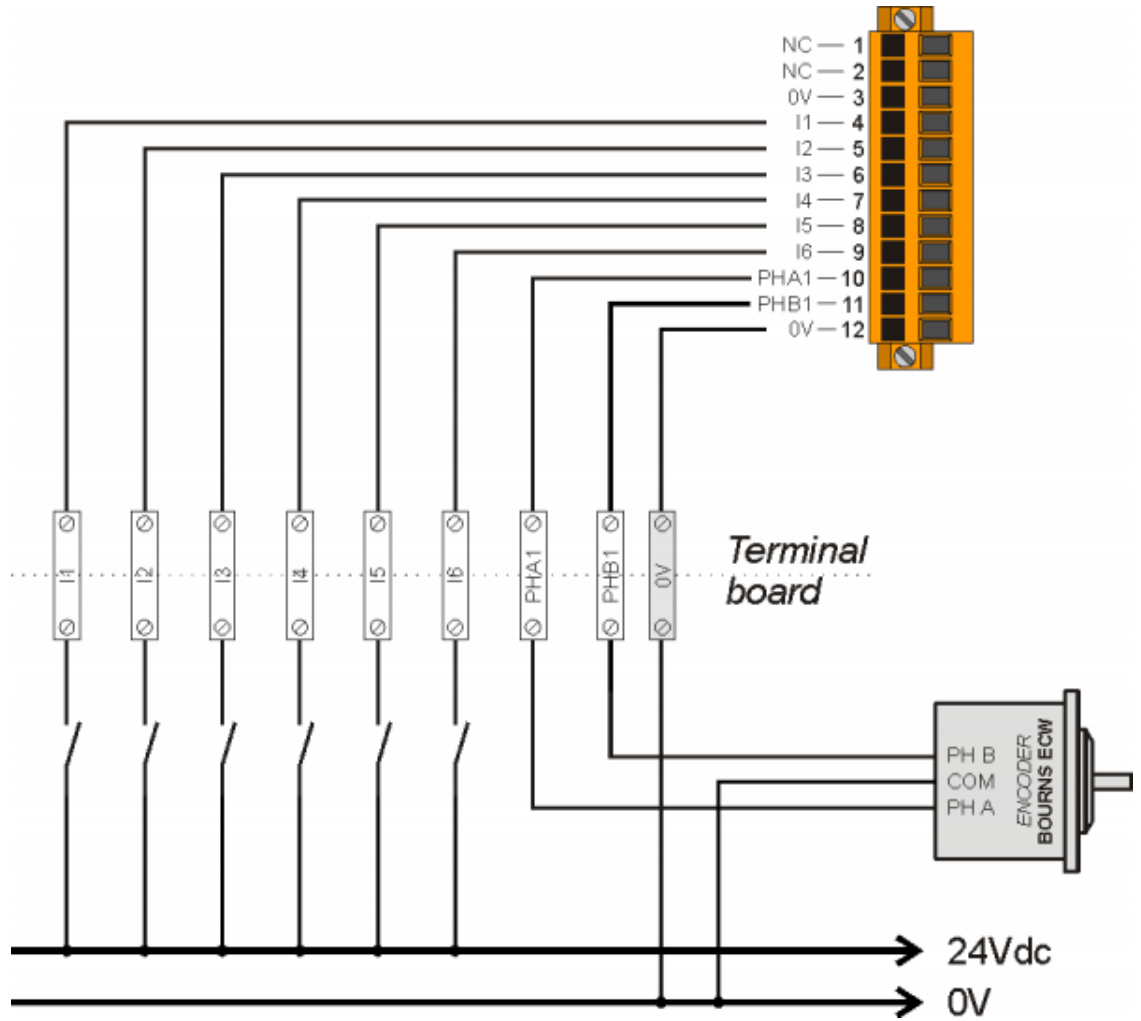 NC — 1
NC — 2
0V — 3
I1 — 4
I2 — 5
I3 — 6
I4 — 7
I5 — 8
I6 — 9
PHA1 — 10
PHB1 — 11
0V — 12
I1
I2
I3
I4
I5
I6
PHA1
PHB1
0V
Terminal
board
PH B
COM
PH A
ENCODER
BOURNS ECW
24Vdc
0V